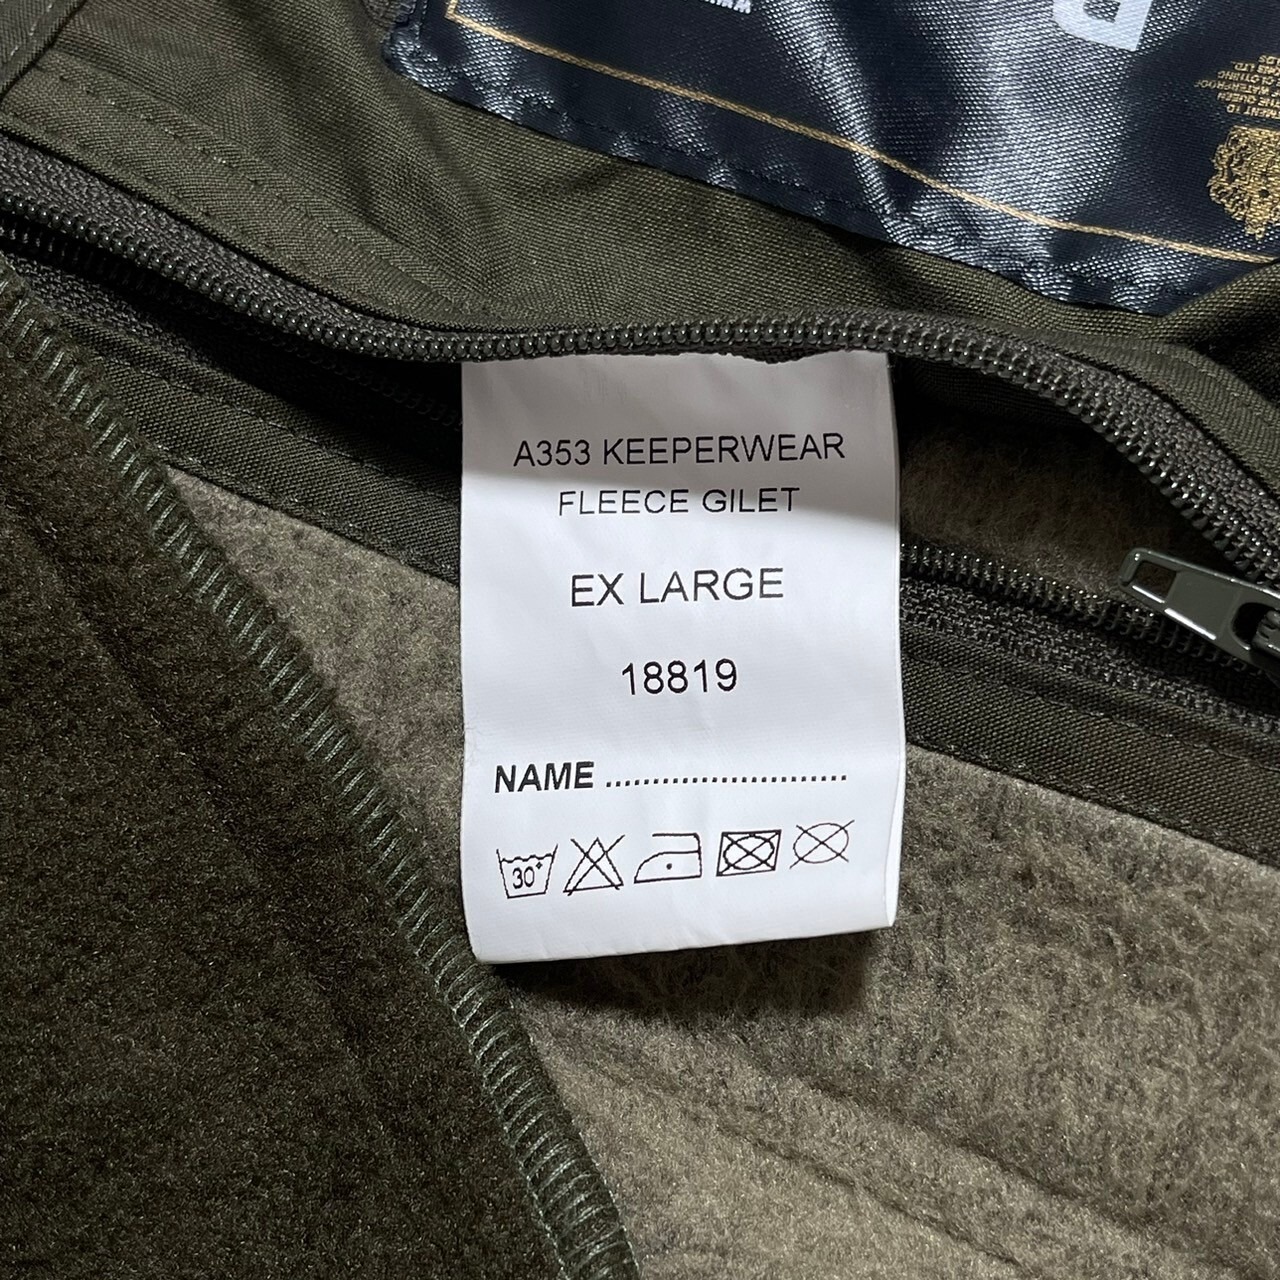 A353 KEEPERWEAR
FLEECE GILET
EX LARGE
18819
NAME ..........................
30°